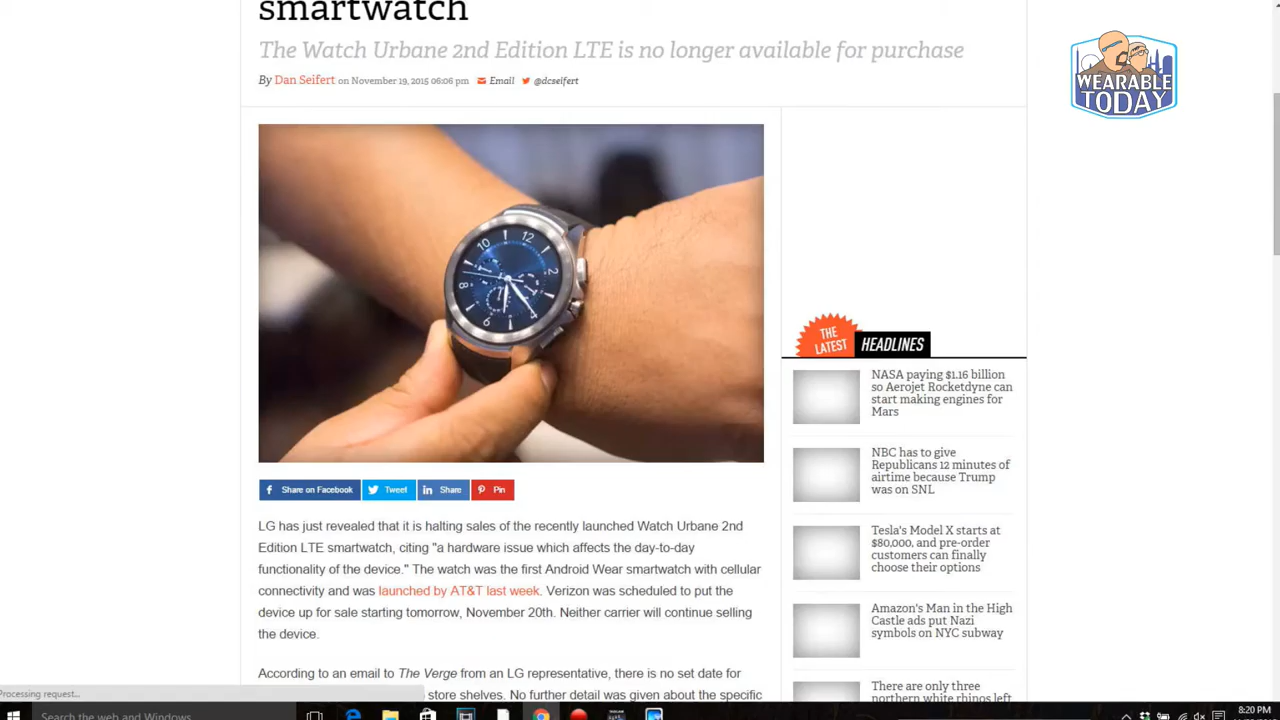 smartwatch
The Watch Urbane 2nd Edition LTE is no longer available for purchase
By Dan Seifert on November 19, 2015 06:06 pm Email @dcseifert
WEARABLE
TODAY
10 12 2 8 4 6
Share on Facebook Tweet Share Pin
LG has just revealed that it is halting sales of the recently launched Watch Urbane 2nd
Edition LTE smartwatch, citing "a hardware issue which affects the day-to-day
functionality of the device." The watch was the first Android Wear smartwatch with cellular
connectivity and was launched by AT&T last week. Verizon was scheduled to put the
device up for sale starting tomorrow, November 20th. Neither carrier will continue selling
the device.
According to an email to The Verge from an LG representative, there is no set date for
store shelves. No further detail was given about the specific
THE
LATEST
HEADLINES
NASA paying $1.16 billion
so Aerojet Rocketdyne can
start making engines for
Mars
NBC has to give
Republicans 12 minutes of
airtime because Trump
was on SNL
Tesla's Model X starts at
$80,000, and pre-order
customers can finally
choose their options
Amazon's Man in the High
Castle ads put Nazi
symbols on NYC subway
There are only three
northern white rhinos left
Processing request...
Search the web and Windows
8:20 PM